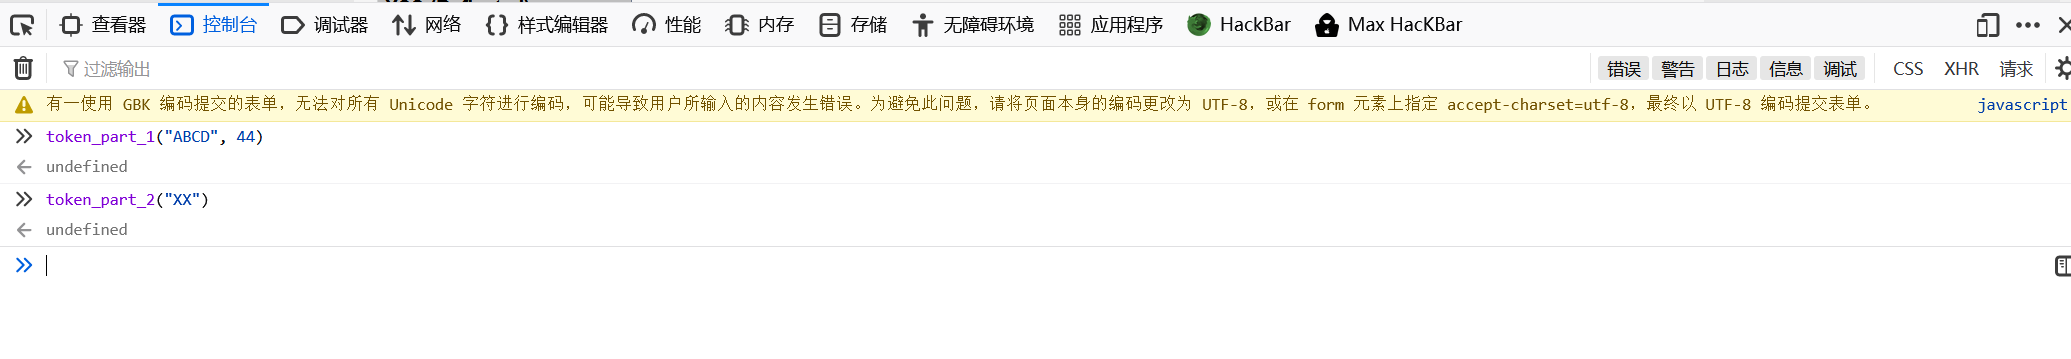 查看器 控制台 调试器 网络 样式编辑器 性能 内存 存储 无障碍环境 应用程序 HackBar Max HacKBar
过滤输出 错误 警告 日志 信息 调试 CSS XHR 请求
有一使用 GBK 编码提交的表单，无法对所有 Unicode 字符进行编码，可能导致用户所输入的内容发生错误。为避免此问题，请将页面本身的编码更改为 UTF-8，或在 form 元素上指定 accept-charset=utf-8，最终以 UTF-8 编码提交表单。 javascript
token_part_1("ABCD", 44)
undefined
token_part_2("XX")
undefined